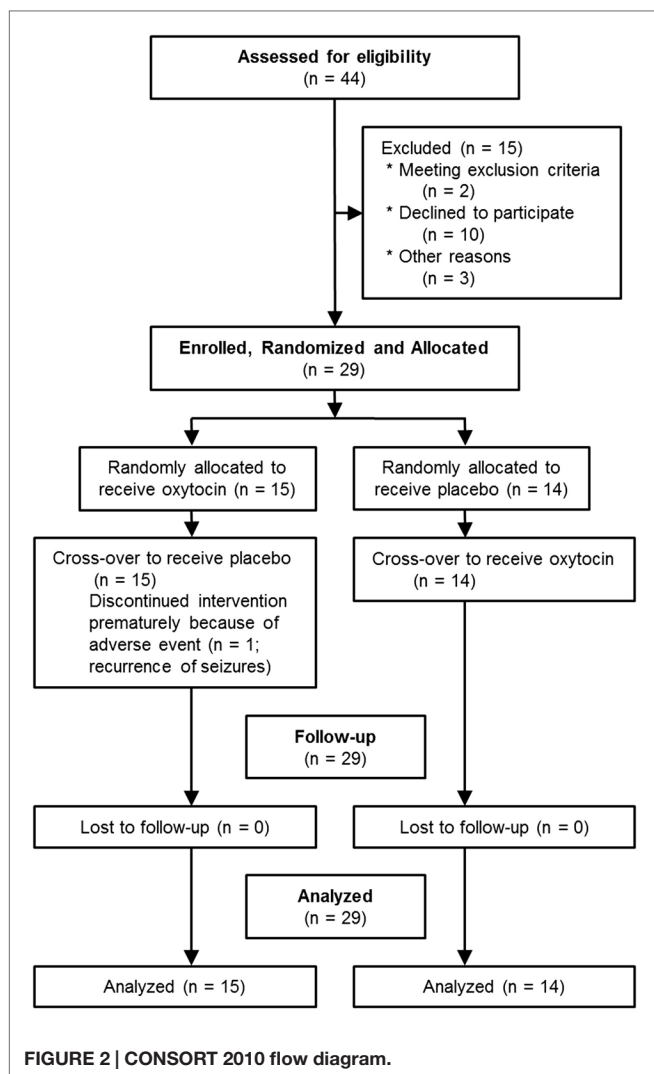 Assessed for eligibility
(n = 44)
Excluded (n = 15)
* Meeting exclusion criteria
(n = 2)
* Declined to participate
(n = 10)
* Other reasons
(n = 3)
Enrolled, Randomized and Allocated
(n = 29)
Randomly allocated to
receive oxytocin (n = 15)
Randomly allocated to
receive placebo (n = 14)
Cross-over to receive placebo
(n = 15)
Discontinued intervention
prematurely because of
adverse event (n = 1;
recurrence of seizures)
Cross-over to receive oxytocin
(n = 14)
Follow-up
(n = 29)
Lost to follow-up (n = 0)
Lost to follow-up (n = 0)
Analyzed
(n = 29)
Analyzed (n = 15)
Analyzed (n = 14)
FIGURE 2 | CONSORT 2010 flow diagram.